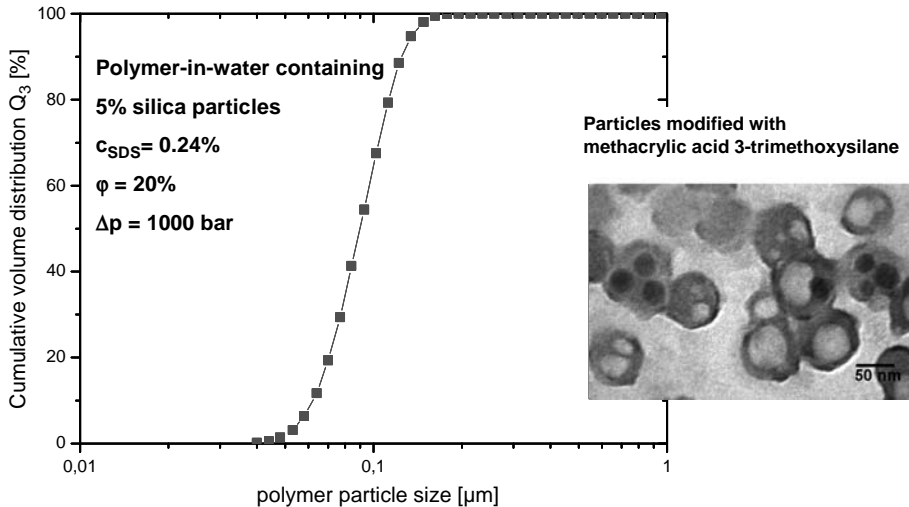 Cumulative volume distribution Q3 [%]
100
80
60
40
20
0
Polymer-in-water containing
5% silica particles
cSDS= 0.24%
φ = 20%
Δp = 1000 bar
0,01
0,1
1
polymer particle size [µm]
Particles modified with
methacrylic acid 3-trimethoxysilane
50 nm